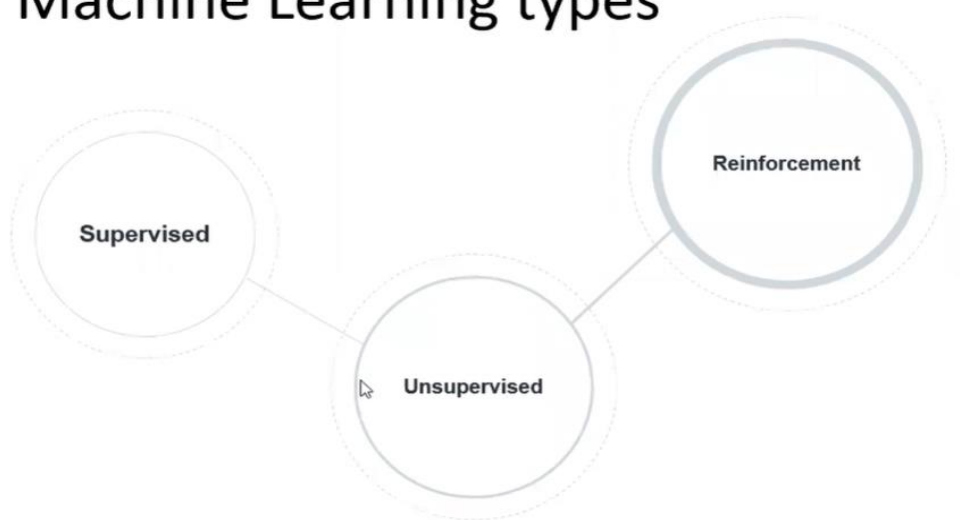 Machine Learning types
Reinforcement
Supervised
Unsupervised